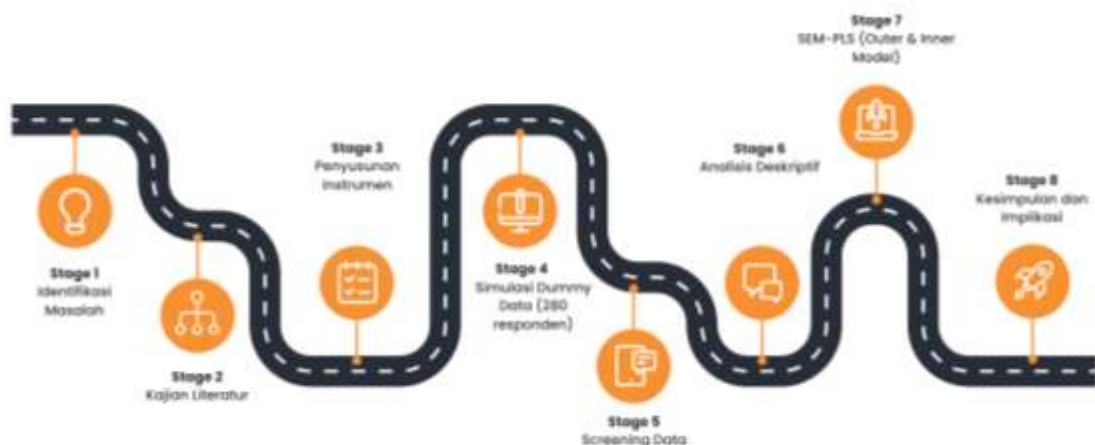 Stage 1
Identifikasi
Masalah
Stage 2
Kajian Literatur
Stage 3
Penyusunan
Instrumen
Stage 4
Simulasi Dummy
Data (280
responden)
Stage 5
Screening Data
Stage 6
Analisis Deskriptif
Stage 7
SEM-PLS (Outer & Inner
Model)
Stage 8
Kesimpulan dan
Implikasi